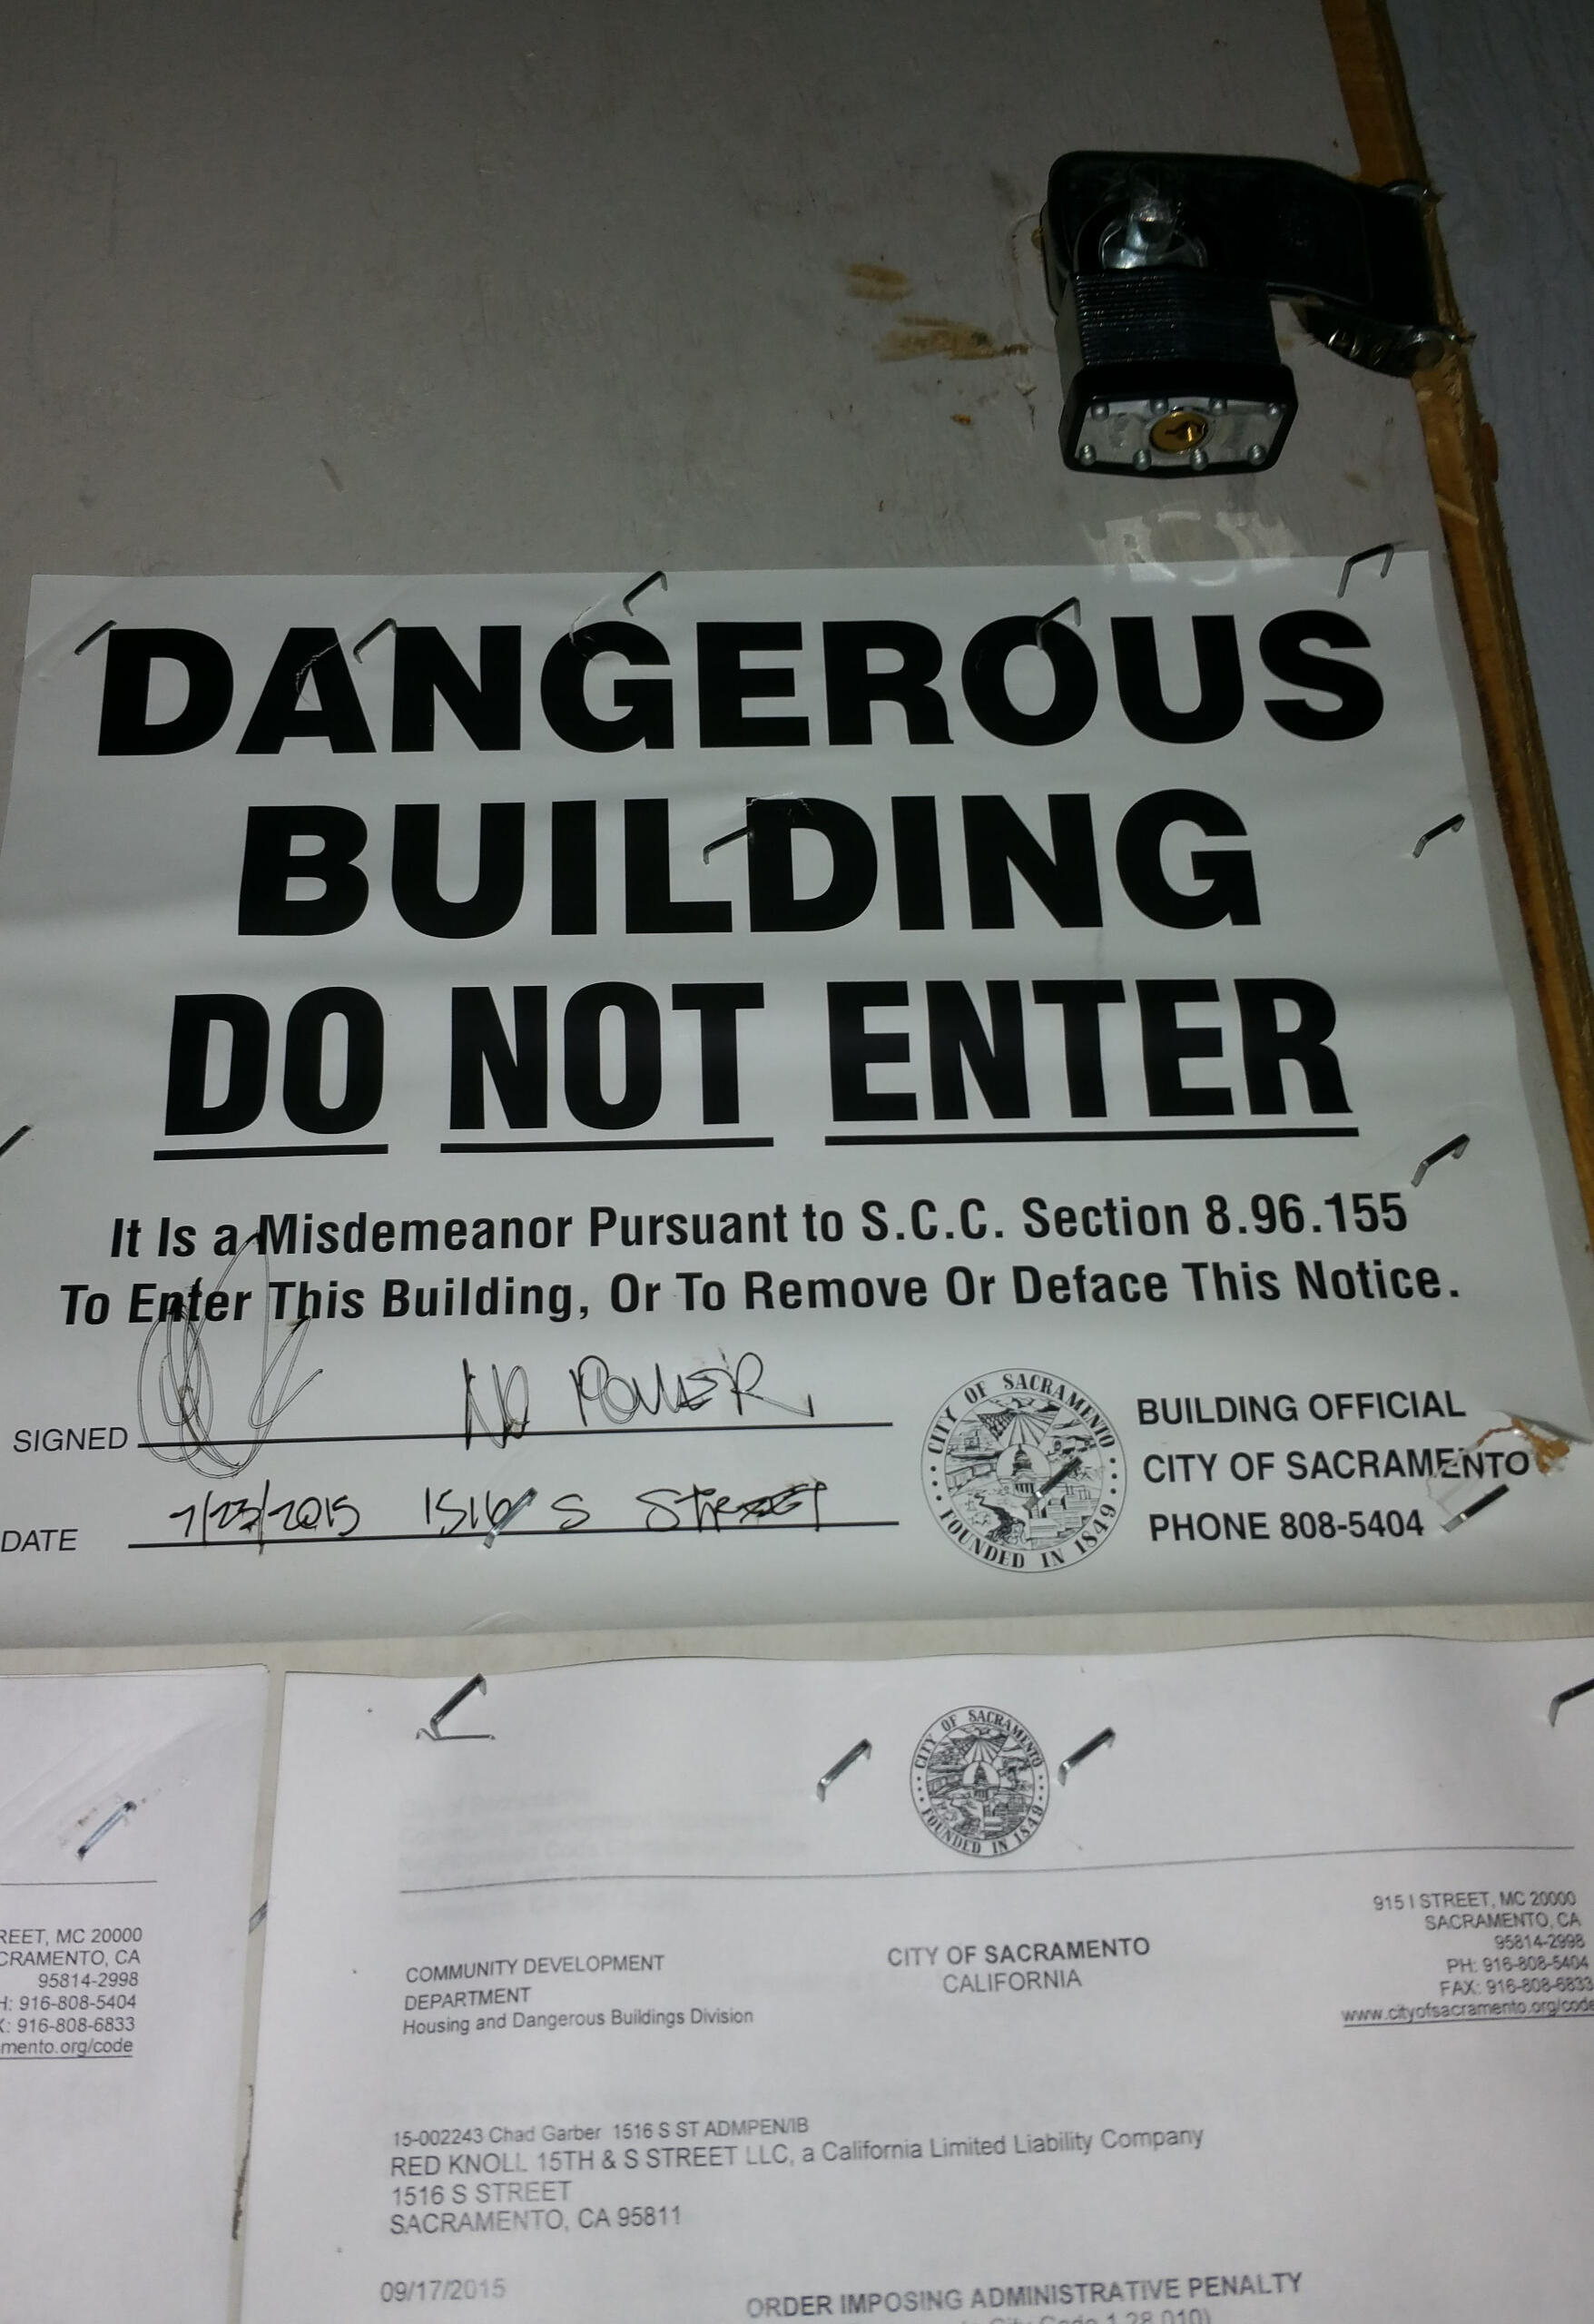 DANGEROUS
BUILDING
DO NOT ENTER
It Is a Misdemeanor Pursuant to S.C.C. Section 8.96.155
To Enter This Building, Or To Remove Or Deface This Notice.
SIGNED No POWER
DATE 7/23/2015 1516 S Street
CITY OF SACRAMENTO
FOUNDED IN 1849
BUILDING OFFICIAL
CITY OF SACRAMENTO
PHONE 808-5404
REET, MC 20000
CRAMENTO, CA
95814-2998
H: 916-808-5404
X: 916-808-6833
mento.org/code
CITY OF SACRAMENTO
FOUNDED IN 1849
COMMUNITY DEVELOPMENT
DEPARTMENT
Housing and Dangerous Buildings Division
CITY OF SACRAMENTO
CALIFORNIA
915 I STREET, MC 20000
SACRAMENTO, CA
95814-2998
PH: 916-808-5404
FAX: 916-808-6833
www.cityofsacramento.org/code
15-002243 Chad Garber 1516 S ST ADMPEN/IB
RED KNOLL 15TH & S STREET LLC, a California Limited Liability Company
1516 S STREET
SACRAMENTO, CA 95811
09/17/2015
ORDER IMPOSING ADMINISTRATIVE PENALTY
City Code 1.28.010)